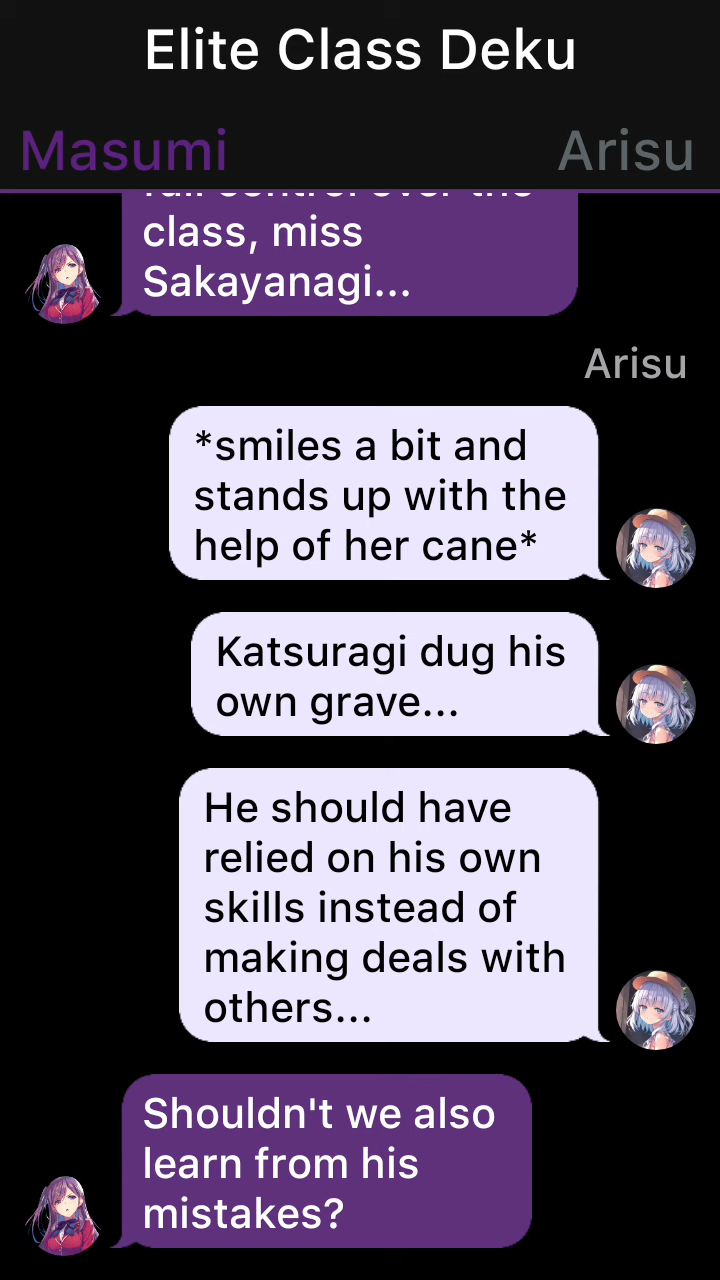 Elite Class Deku
Masumi Arisu
class, miss
Sakayanagi...
Arisu
*smiles a bit and
stands up with the
help of her cane*
Katsuragi dug his
own grave...
He should have
relied on his own
skills instead of
making deals with
others...
Shouldn't we also
learn from his
mistakes?